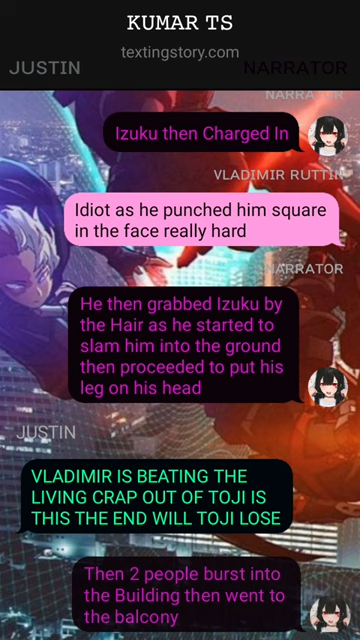 KUMAR TS
textingstory.com
JUSTIN
NARRATOR
NARRATOR
Izuku then Charged In
VLADIMIR RUTTIN
Idiot as he punched him square
in the face really hard
NARRATOR
He then grabbed Izuku by
the Hair as he started to
slam him into the ground
then proceeded to put his
leg on his head
JUSTIN
VLADIMIR IS BEATING THE
LIVING CRAP OUT OF TOJI IS
THIS THE END WILL TOJI LOSE
Then 2 people burst into
the Building then went to
the balcony